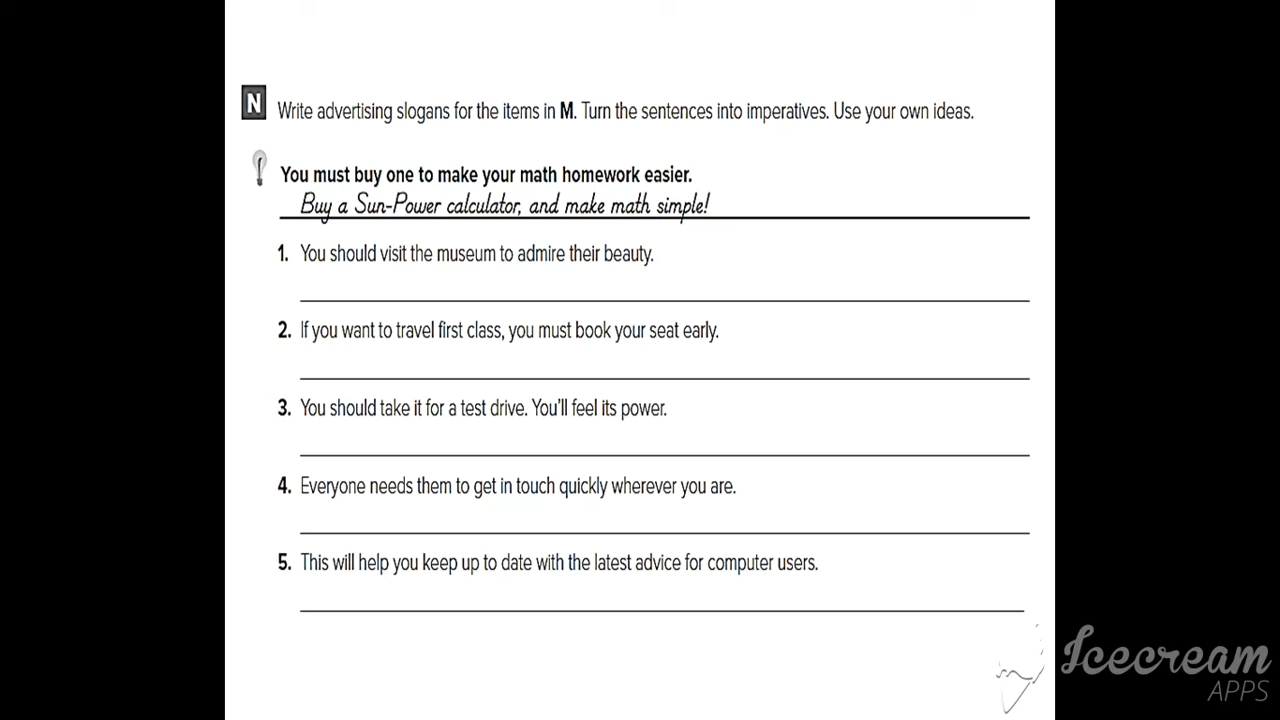 N Write advertising slogans for the items in M. Turn the sentences into imperatives. Use your own ideas.
You must buy one to make your math homework easier.
Buy a Sun-Power calculator, and make math simple!
1. You should visit the museum to admire their beauty.
2. If you want to travel first class, you must book your seat early.
3. You should take it for a test drive. You'll feel its power.
4. Everyone needs them to get in touch quickly wherever you are.
5. This will help you keep up to date with the latest advice for computer users.
Icecream
APPS